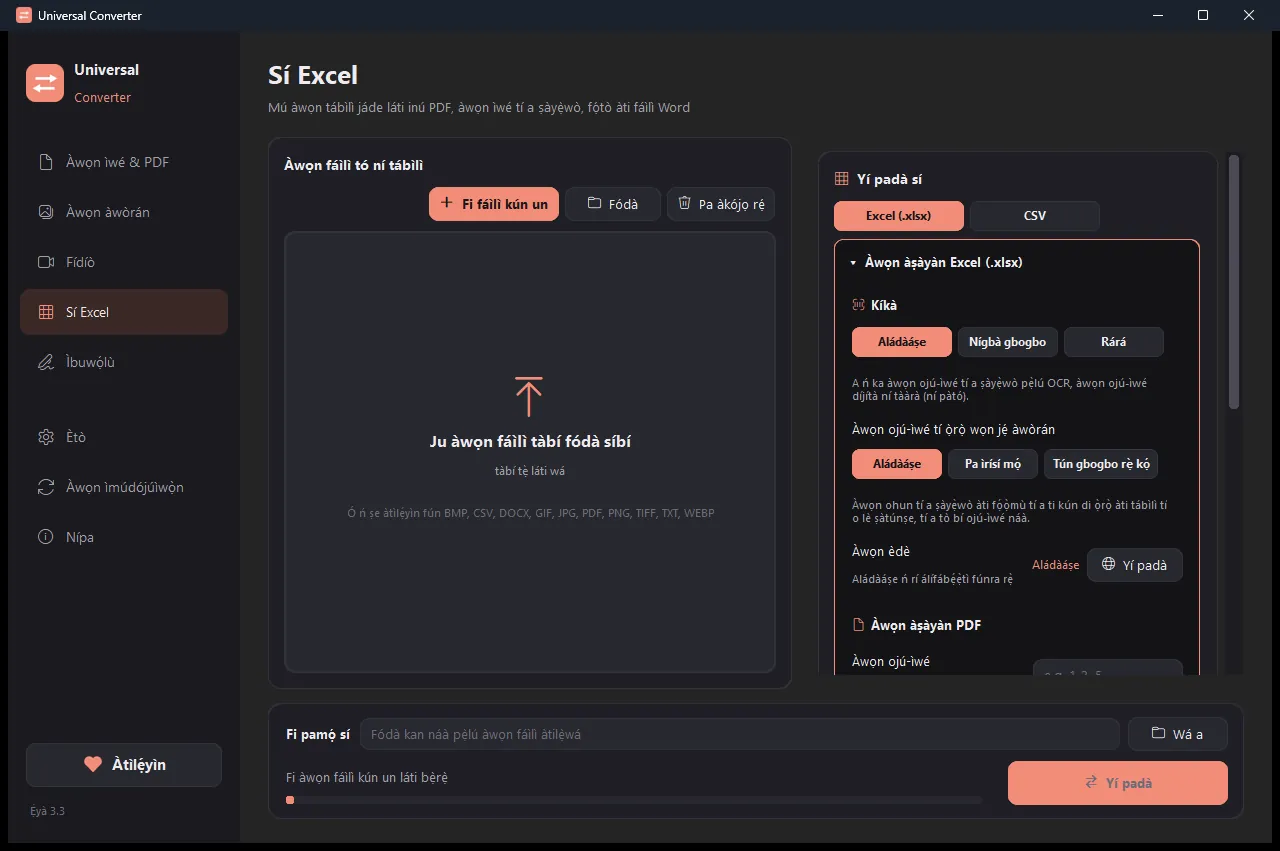 Universal Converter
Universal
Converter
Àwọn ìwé & PDF
Àwọn àwòrán
Fídíò
Sí Excel
Ìbuwọ́lù
Ètò
Àwọn ìmúdójúìwọ̀n
Nípa
Àtilẹ́yìn
Ẹ̀yà 3.3
Sí Excel
Mú àwọn tábìlì jáde láti inú PDF, àwọn ìwé tí a ṣàyẹ̀wò, fọ́tò àti fáìlì Word
Àwọn fáìlì tó ní tábìlì
Fi fáìlì kún un
Fódà
Pa àkójọ rẹ́
Ju àwọn fáìlì tàbí fódà síbí
tàbí tẹ̀ láti wá
Ó ń ṣe àtìlẹ́yìn fún BMP, CSV, DOCX, GIF, JPG, PDF, PNG, TIFF, TXT, WEBP
Yí padà sí
Excel (.xlsx)
CSV
Àwọn àṣàyàn Excel (.xlsx)
Kíkà
Aládàáṣe
Nígbà gbogbo
Rárá
A ń ka àwọn ojú-ìwé tí a ṣàyẹ̀wò pẹ̀lú OCR, àwọn ojú-ìwé
díjítà ní tààrà (ní pàtó).
Àwọn ojú-ìwé tí ọ̀rọ̀ wọn jẹ́ àwòrán
Aládàáṣe
Pa ìrísí mọ́
Tún gbogbo rẹ̀ kọ́
Àwọn ohun tí a ṣàyẹ̀wò àti fọ́ọ̀mù tí a ti kún di ọ̀rọ̀ àti tábìlì tí
o lè ṣàtúnṣe, tí a tò bí ojú-ìwé náà.
Àwọn èdè
Aládàáṣe ń rí álífábẹ́ẹ̀tì fúnra rẹ̀
Aládàáṣe
Yí padà
Àwọn àṣàyàn PDF
Àwọn ojú-ìwé
Fi pamọ́ sí
Fódà kan náà pẹ̀lú àwọn fáìlì àtilẹ̀wá
Wá a
Fi àwọn fáìlì kún un láti bẹ̀rẹ̀
Yí padà